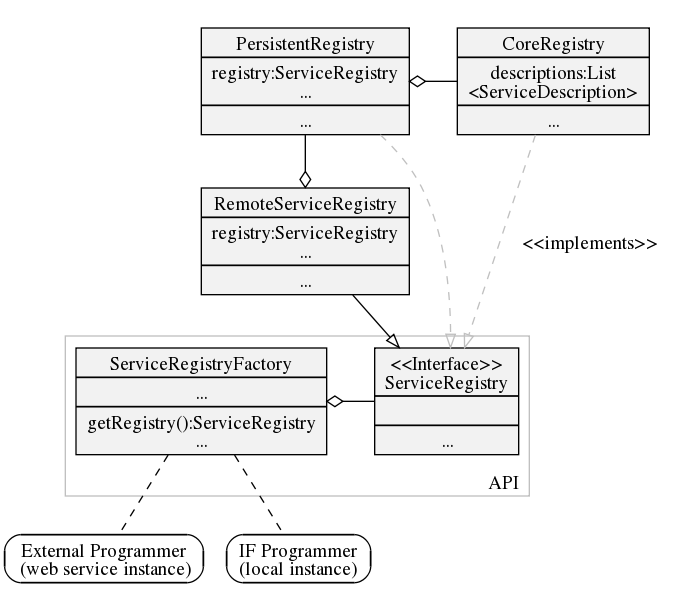 PersistentRegistry
registry:ServiceRegistry
...
...
CoreRegistry
descriptions:List
<ServiceDescription>
...
RemoteServiceRegistry
registry:ServiceRegistry
...
...
<<implements>>
ServiceRegistryFactory
...
getRegistry():ServiceRegistry
...
<<Interface>>
ServiceRegistry
...
API
External Programmer
(web service instance)
IF Programmer
(local instance)